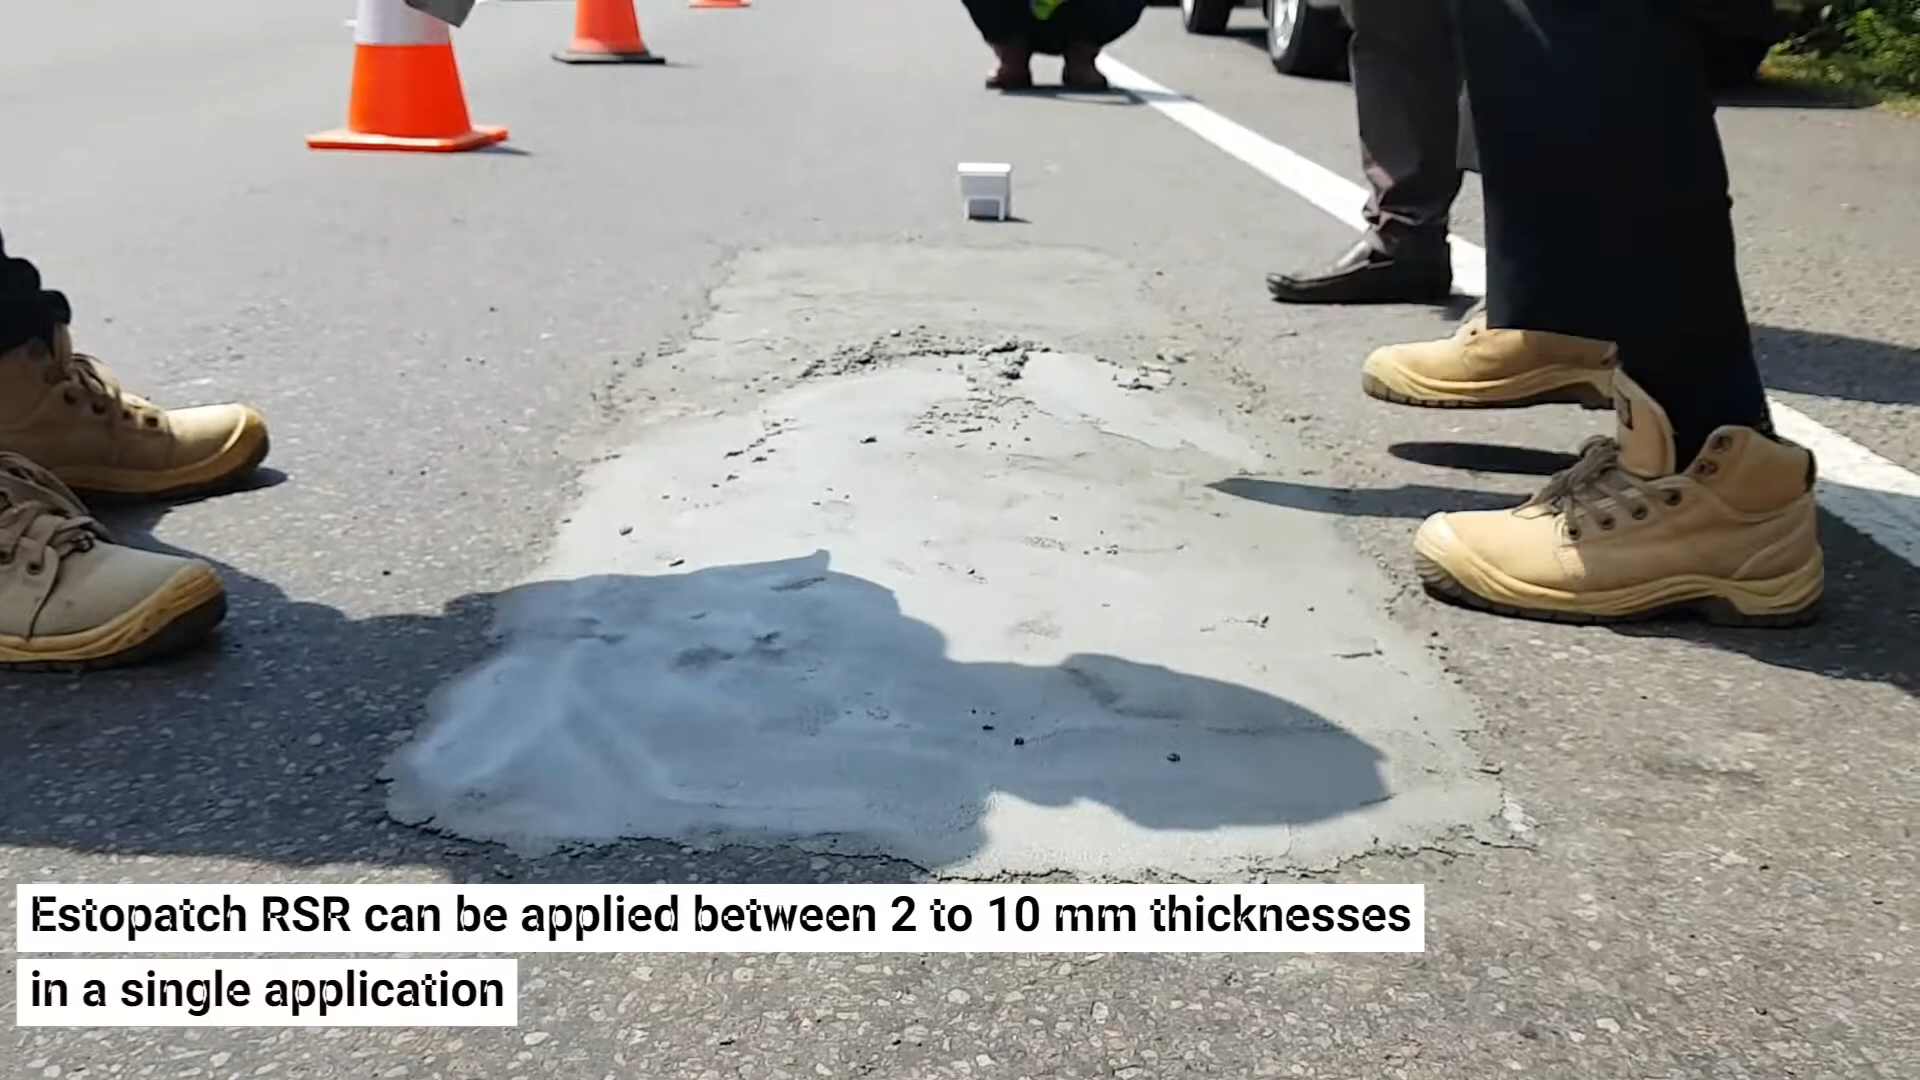 Estopatch RSR can be applied between 2 to 10 mm thicknesses
in a single application